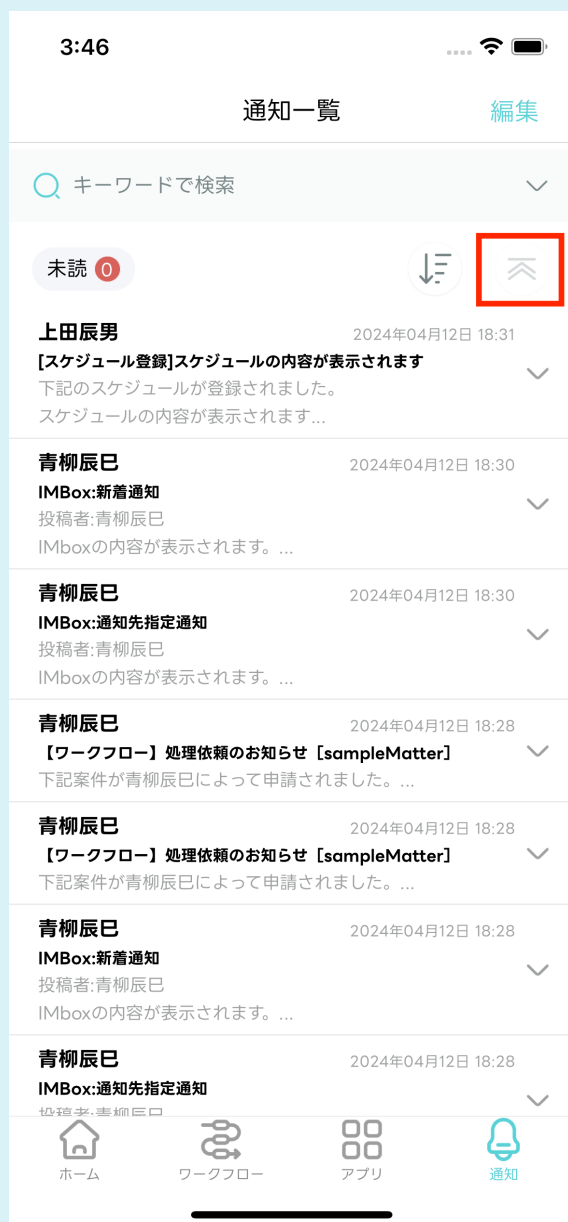 3:46
通知一覧
編集
キーワードで検索
未読 0
上田辰男
2024年04月12日 18:31
[スケジュール登録]スケジュールの内容が表示されます
下記のスケジュールが登録されました。
スケジュールの内容が表示されます...
青柳辰巳
2024年04月12日 18:30
IMBox:新着通知
投稿者:青柳辰巳
IMboxの内容が表示されます。...
青柳辰巳
2024年04月12日 18:30
IMBox:通知先指定通知
投稿者:青柳辰巳
IMboxの内容が表示されます。...
青柳辰巳
2024年04月12日 18:28
【ワークフロー】処理依頼のお知らせ［sampleMatter］
下記案件が青柳辰巳によって申請されました。...
青柳辰巳
2024年04月12日 18:28
【ワークフロー】処理依頼のお知らせ［sampleMatter］
下記案件が青柳辰巳によって申請されました。...
青柳辰巳
2024年04月12日 18:28
IMBox:新着通知
投稿者:青柳辰巳
IMboxの内容が表示されます。...
青柳辰巳
2024年04月12日 18:28
IMBox:通知先指定通知
投稿者:青柳辰巳
ホーム
ワークフロー
アプリ
通知